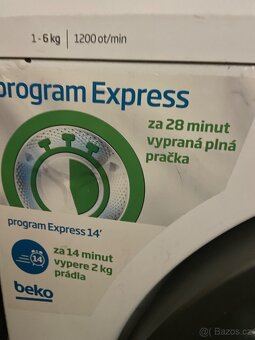 1 - 6 kg | 1200 ot/min
program Express
za 28 minut
vypraná plná
pračka
program Express 14'
14
za 14 minut
vypere 2 kg
prádla
beko
© Bazos.cz